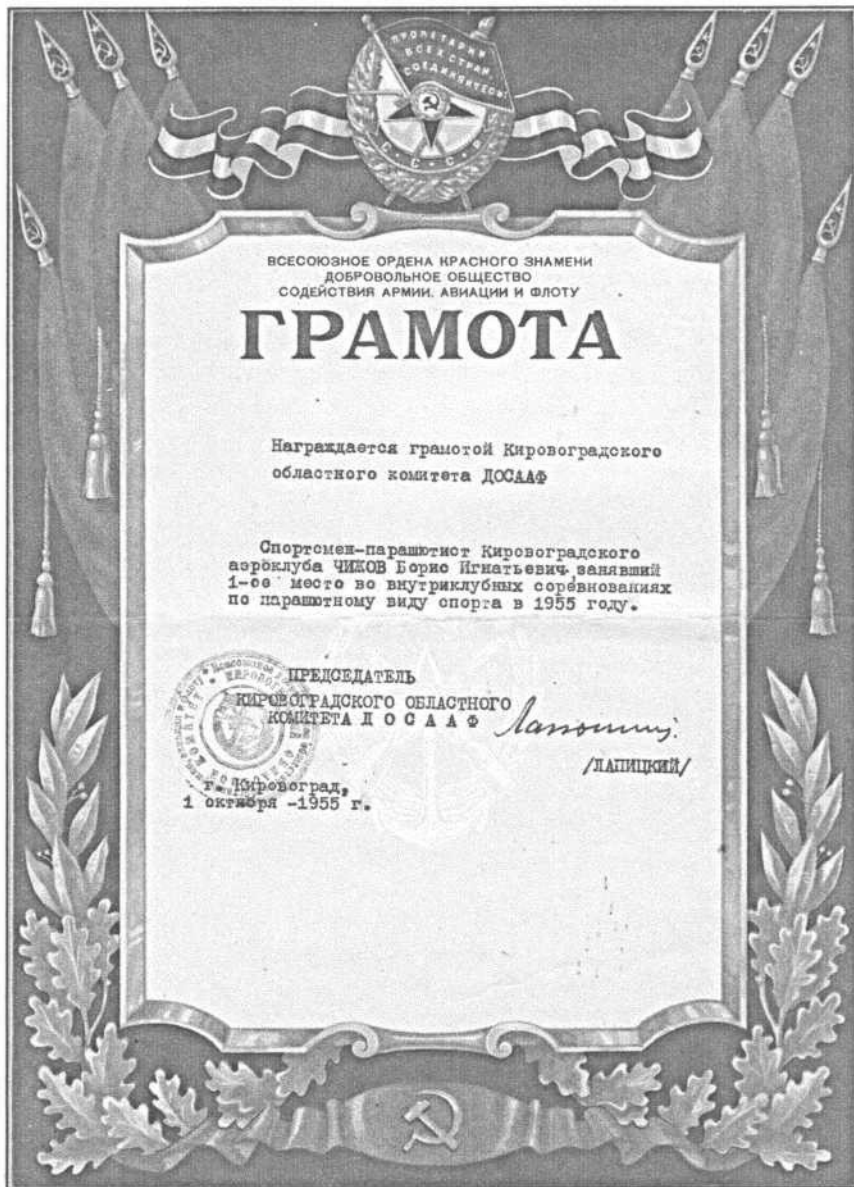 ПРОЛЕТАРИИ
ВСЕХ СТРАН,
СОЕДИНЯЙТЕСЬ!
С·С·С·Р
ВСЕСОЮЗНОЕ ОРДЕНА КРАСНОГО ЗНАМЕНИ
ДОБРОВОЛЬНОЕ ОБЩЕСТВО
СОДЕЙСТВИЯ АРМИИ, АВИАЦИИ И ФЛОТУ
ГРАМОТА
Награждается грамотой Кировоградского
областного комитета ДОСААФ
Спортсмен-парашютист Кировоградского
аэроклуба ЧИЖОВ Борис Игнатьевич, занявший
1-ое место во внутриклубных соревнованиях
по парашютному виду спорта в 1955 году.
ПРЕДСЕДАТЕЛЬ
КИРОВОГРАДСКОГО ОБЛАСТНОГО
КОМИТЕТА Д О С А А Ф
/ЛАПИЦКИЙ/
г. Кировоград,
1 октября -1955 г.